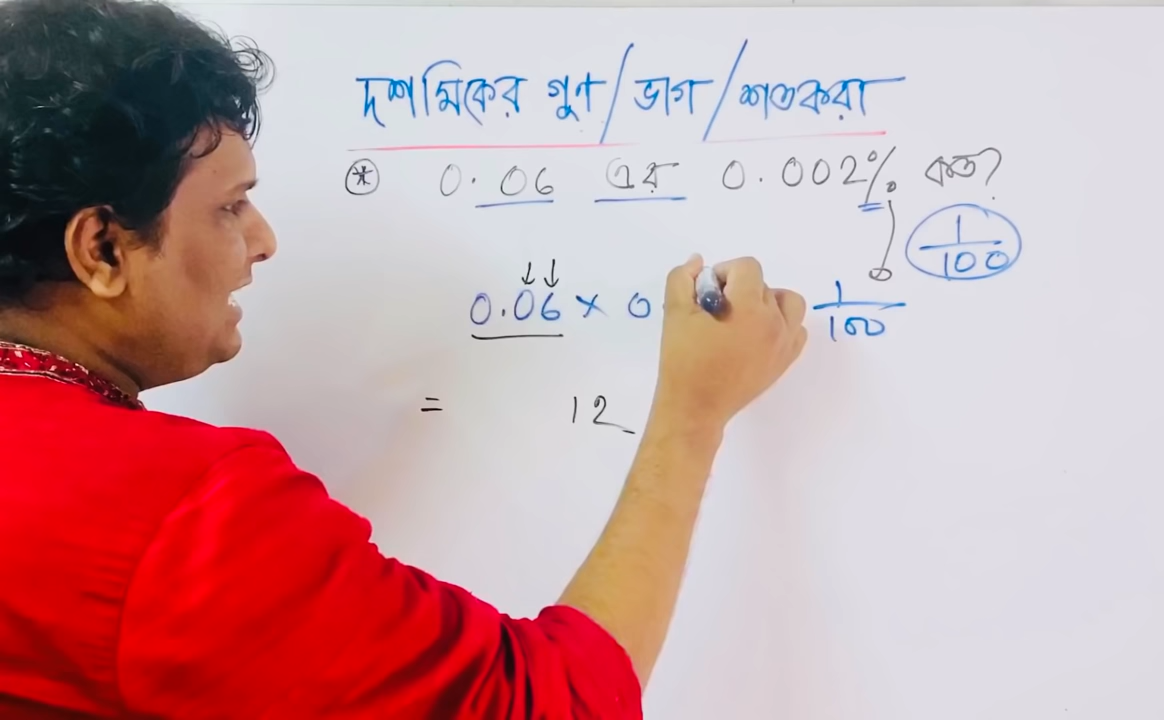 দশমিকের গুণ/ভাগ/শতকরা
* 0.06 এর 0.002% কত?
1/100
0.06 × 0 1/100
= 12